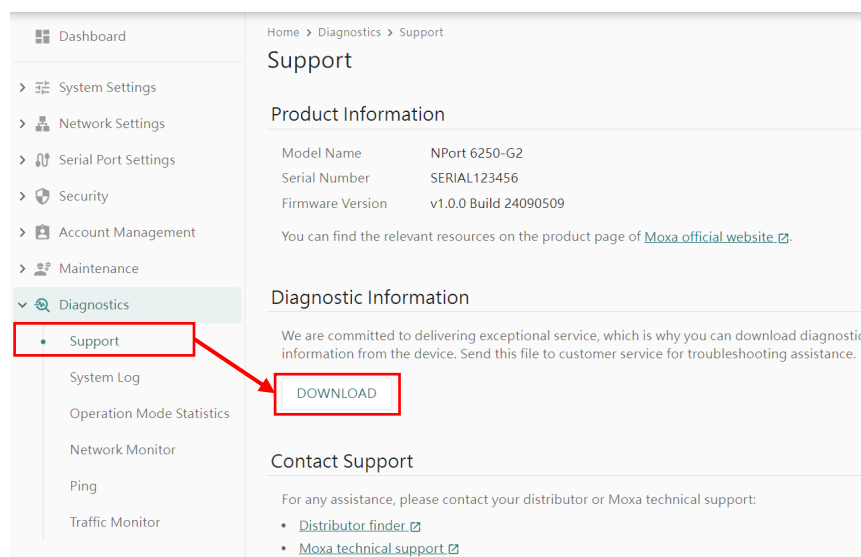 Dashboard
System Settings
Network Settings
Serial Port Settings
Security
Account Management
Maintenance
Diagnostics
Support
System Log
Operation Mode Statistics
Network Monitor
Ping
Traffic Monitor
Home > Diagnostics > Support
Support
Product Information
Model Name NPort 6250-G2
Serial Number SERIAL123456
Firmware Version v1.0.0 Build 24090509
You can find the relevant resources on the product page of Moxa official website.
Diagnostic Information
We are committed to delivering exceptional service, which is why you can download diagnostic
information from the device. Send this file to customer service for troubleshooting assistance.
DOWNLOAD
Contact Support
For any assistance, please contact your distributor or Moxa technical support:
• Distributor finder
• Moxa technical support